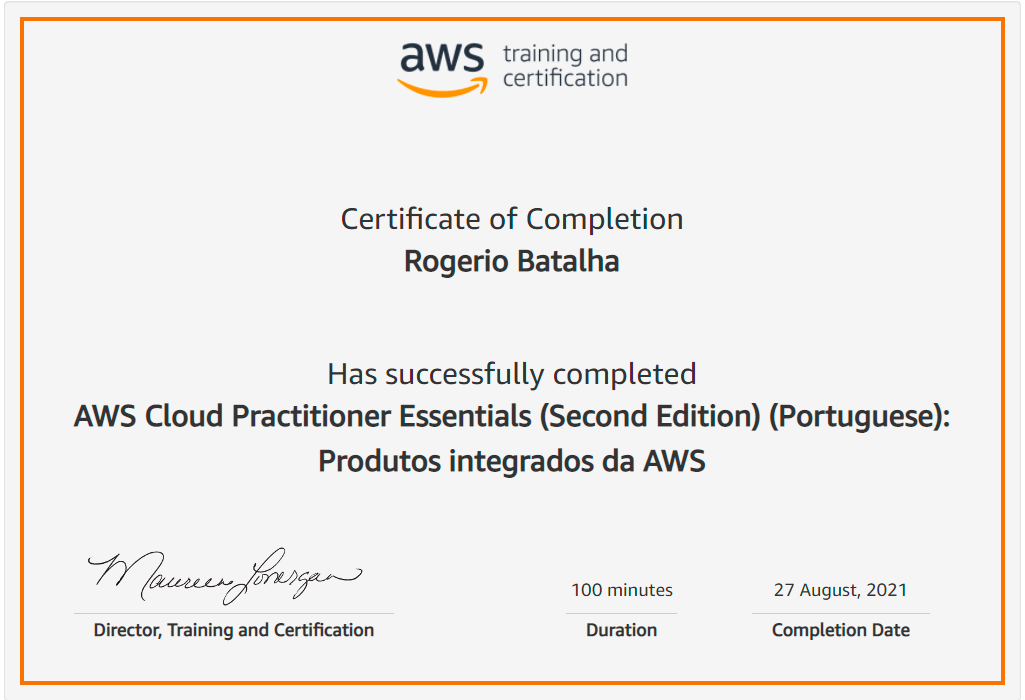 aws training and
certification
Certificate of Completion
Rogerio Batalha
Has successfully completed
AWS Cloud Practitioner Essentials (Second Edition) (Portuguese):
Produtos integrados da AWS
Maureen Lonergan
100 minutes
27 August, 2021
Director, Training and Certification
Duration
Completion Date